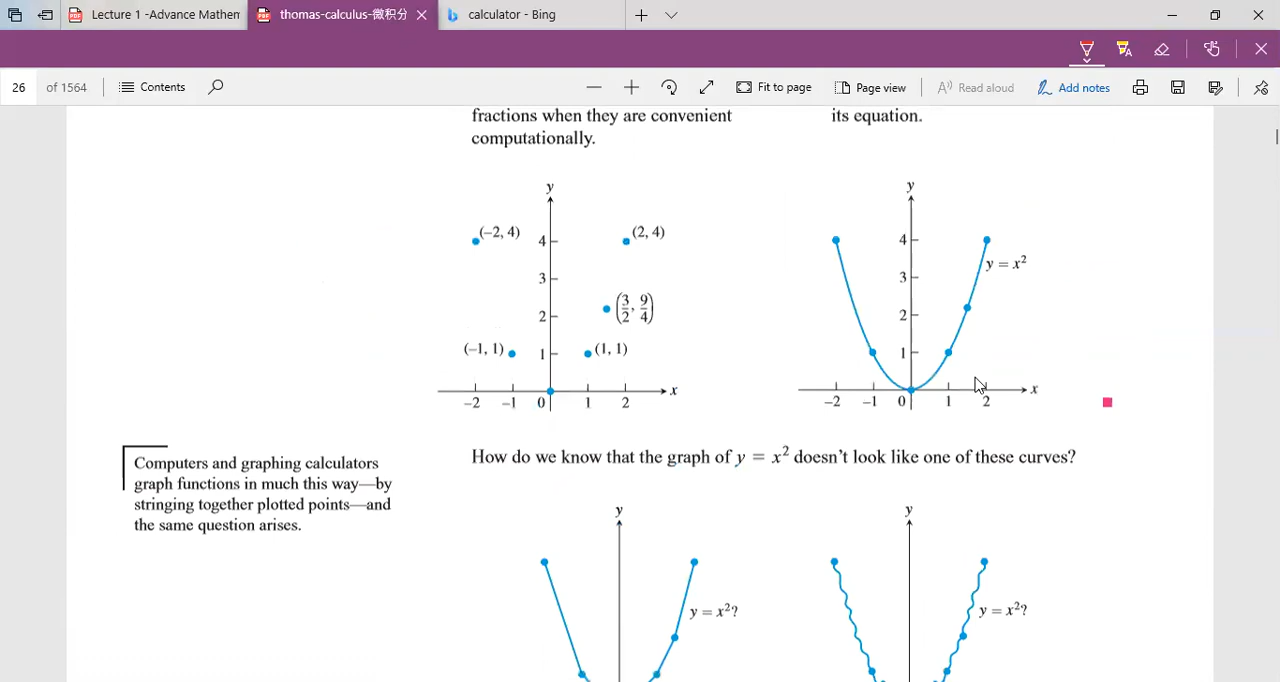 Lecture 1 -Advance Mathen
thomas-calculus-微积分
calculator - Bing
26 of 1564
Contents
Fit to page
Page view
Read aloud
Add notes
fractions when they are convenient
computationally.
its equation.
y
(−2, 4)
4
(2, 4)
3
(3/2, 9/4)
2
(−1, 1)
1
(1, 1)
x
−2 −1 0 1 2
y
4
y = x²
3
2
1
x
−2 −1 0 1 2
How do we know that the graph of y = x² doesn't look like one of these curves?
Computers and graphing calculators
graph functions in much this way—by
stringing together plotted points—and
the same question arises.
y
y = x²?
y
y = x²?